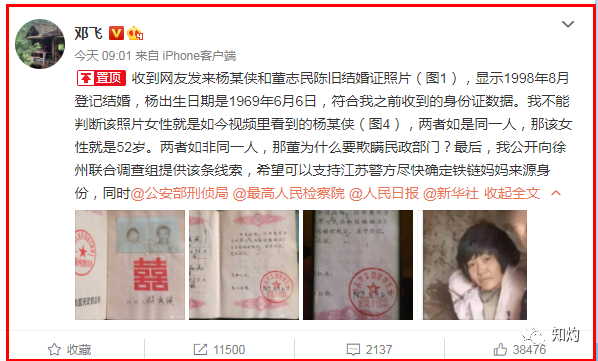 邓飞
今天 09:01 来自 iPhone客户端
置顶 收到网友发来杨某侠和董志民陈旧结婚证照片（图1），显示1998年8月
登记结婚，杨出生日期是1969年6月6日，符合我之前收到的身份证数据。我不能
判断该照片女性就是如今视频里看到的杨某侠（图4），两者如是同一人，那该女
性就是52岁。两者如非同一人，那董为什么要欺瞒民政部门？最后，我公开向徐
州联合调查组提供该条线索，希望可以支持江苏警方尽快确定铁链妈妈来源身
份，同时@公安部刑侦局 @最高人民检察院 @人民日报 @新华社 收起全文
囍
知灼
收藏 11500 2137 38476